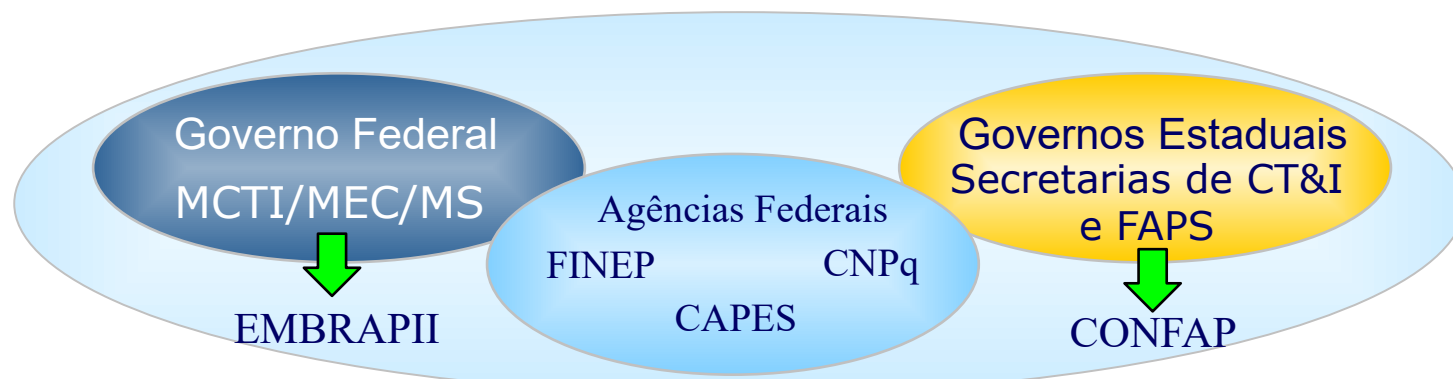 Governo Federal
MCTI/MEC/MS
EMBRAPII
Agências Federais
FINEP CNPq
CAPES
Governos Estaduais
Secretarias de CT&I
e FAPS
CONFAP